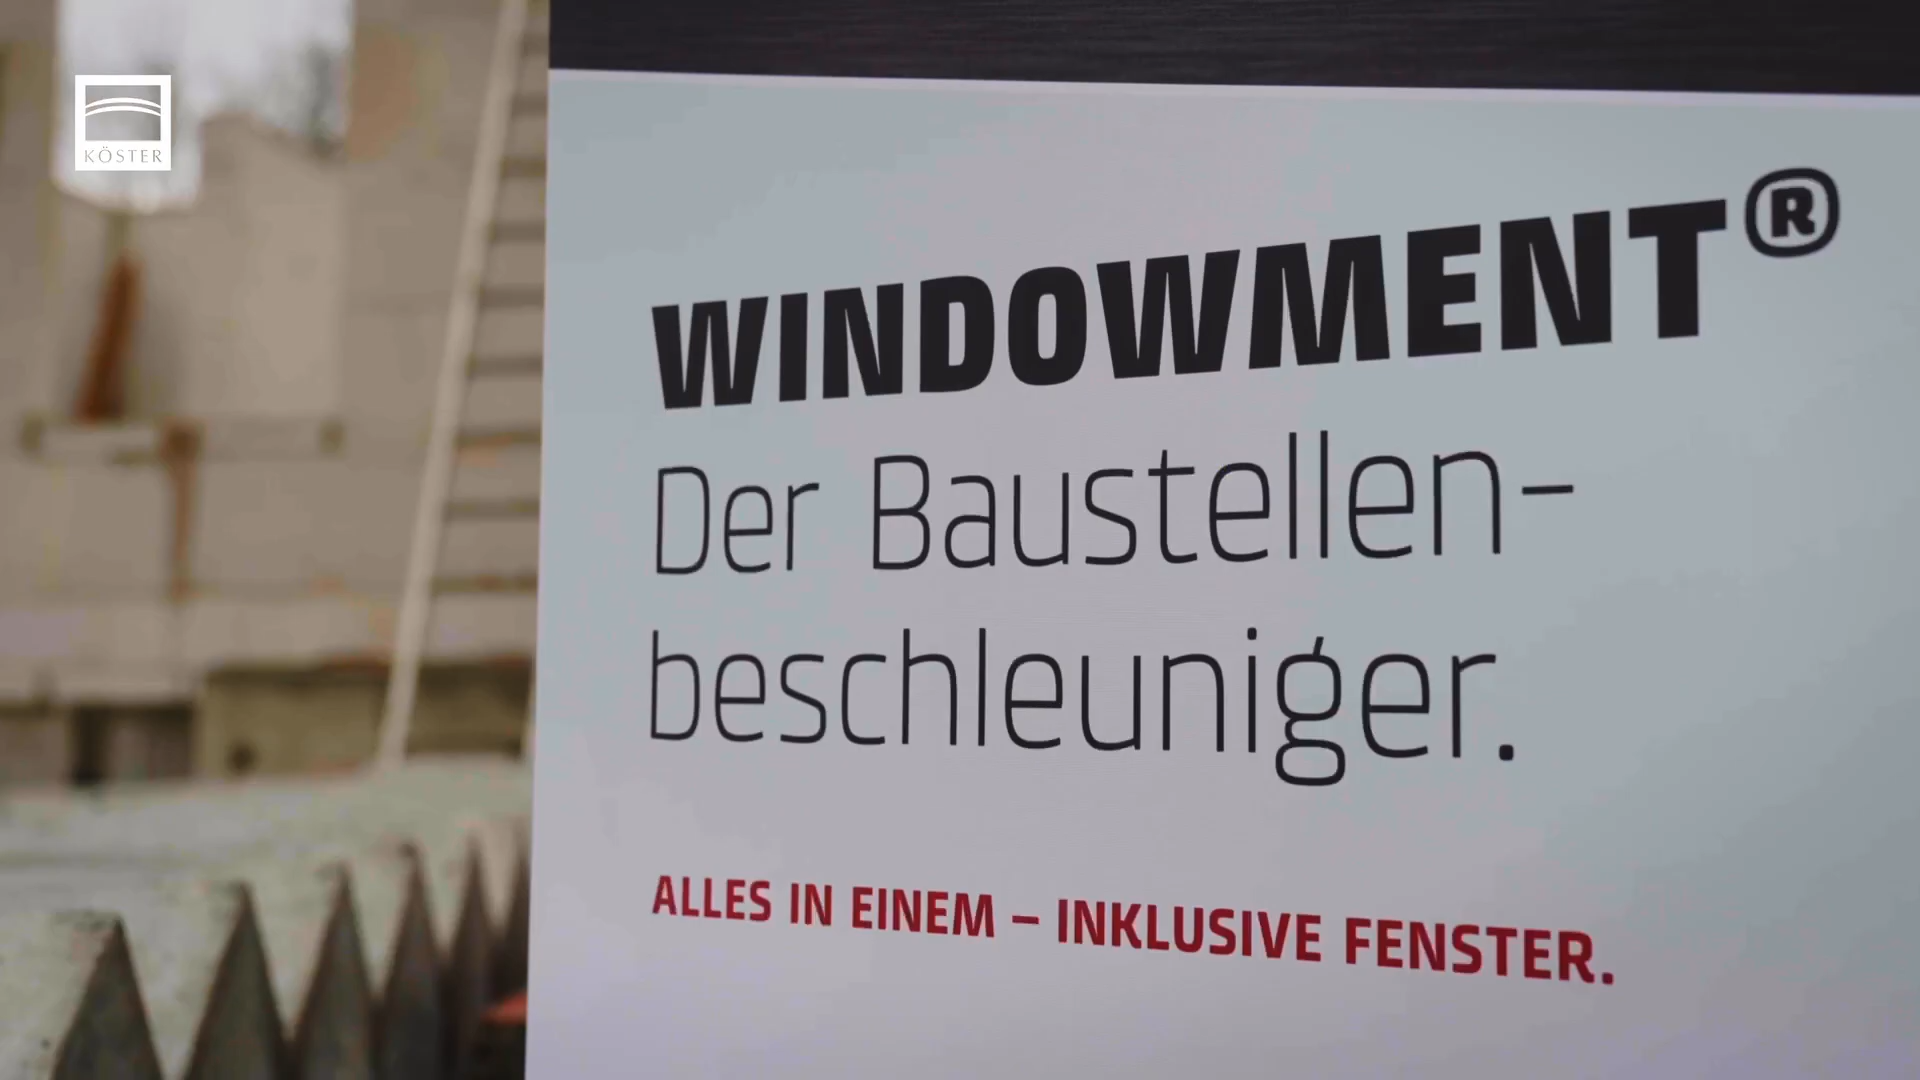 KÖSTER
WINDOWMENT®
Der Baustellen-
beschleuniger.
ALLES IN EINEM – INKLUSIVE FENSTER.